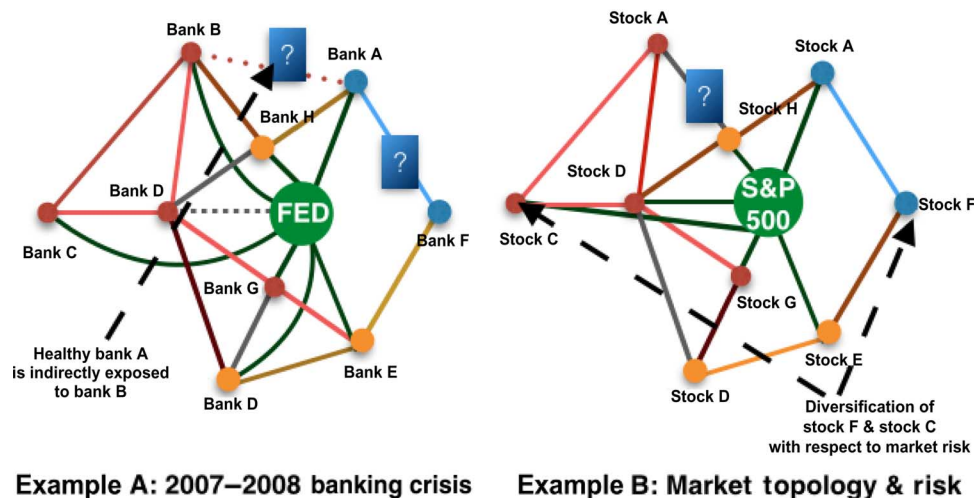 Bank B
?
Bank A
Bank H
?
Bank D
FED
Bank C
Bank F
Bank G
Healthy bank A
is indirectly exposed
to bank B
Bank E
Bank D
Example A: 2007–2008 banking crisis
Stock A
Stock A
?
Stock H
Stock D
S&P
500
Stock F
Stock C
Stock G
Stock E
Stock D
Diversification of
stock F & stock C
with respect to market risk
Example B: Market topology & risk